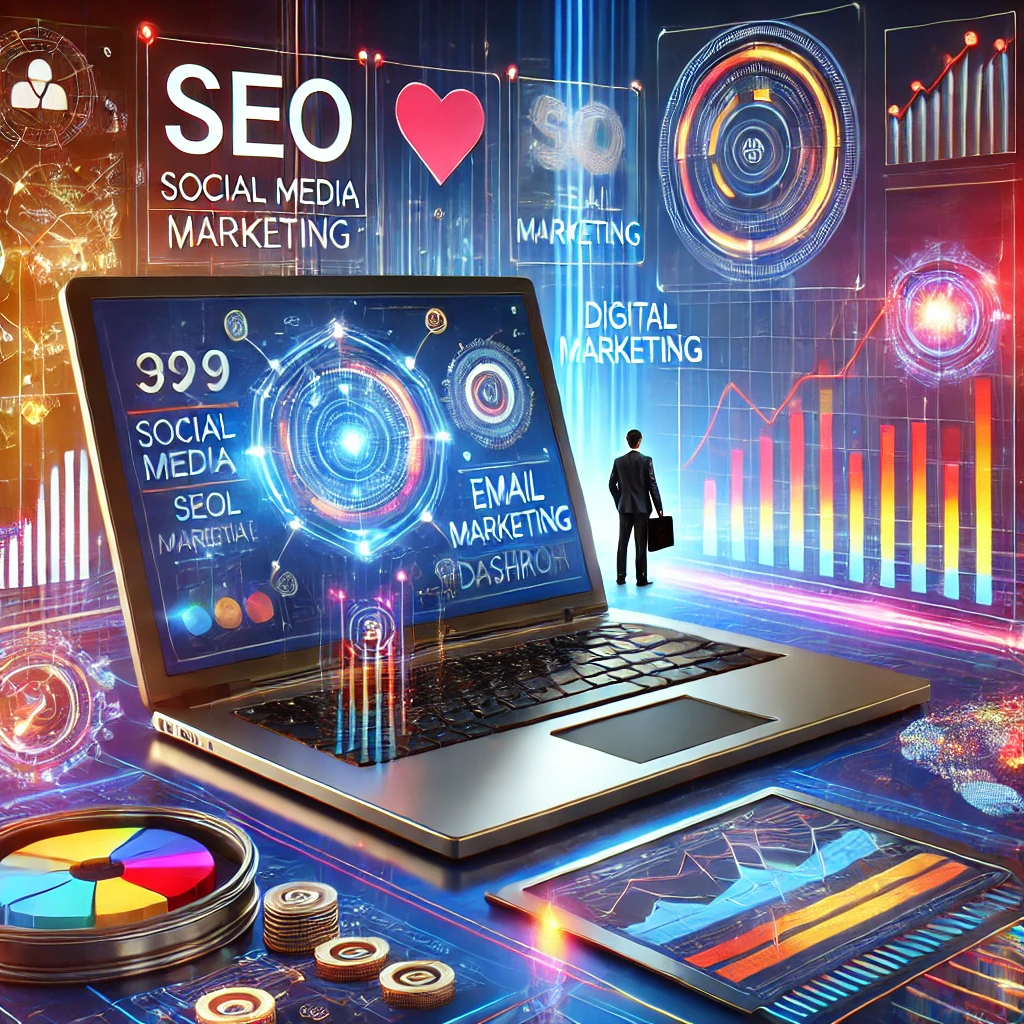 SEO
SOCIAL MEDIA
MARKETING
MARKETING
DIGITAL
MARKETING
999
SOCIAL
MEDIA
SEOL
EMAIL
MARKETING